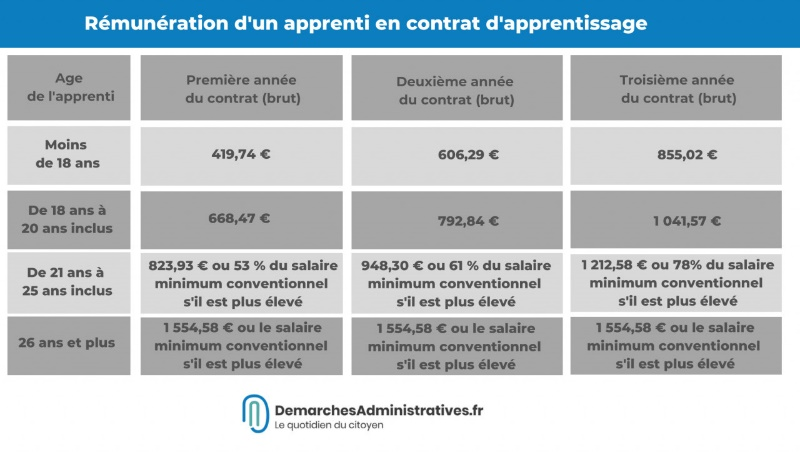 Rémunération d'un apprenti en contrat d'apprentissage
Age
de l'apprenti
Première année
du contrat (brut)
Deuxième année
du contrat (brut)
Troisième année
du contrat (brut)
Moins
de 18 ans
419,74 €
606,29 €
855,02 €
De 18 ans à
20 ans inclus
668,47 €
792,84 €
1 041,57 €
De 21 ans à
25 ans inclus
823,93 € ou 53 % du salaire
minimum conventionnel
s'il est plus élevé
948,30 € ou 61 % du salaire
minimum conventionnel
s'il est plus élevé
1 212,58 € ou 78% du salaire
minimum conventionnel
s'il est plus élevé
26 ans et plus
1 554,58 € ou le salaire
minimum conventionnel
s'il est plus élevé
1 554,58 € ou le salaire
minimum conventionnel
s'il est plus élevé
1 554,58 € ou le salaire
minimum conventionnel
s'il est plus élevé
DemarchesAdministratives.fr
Le quotidien du citoyen